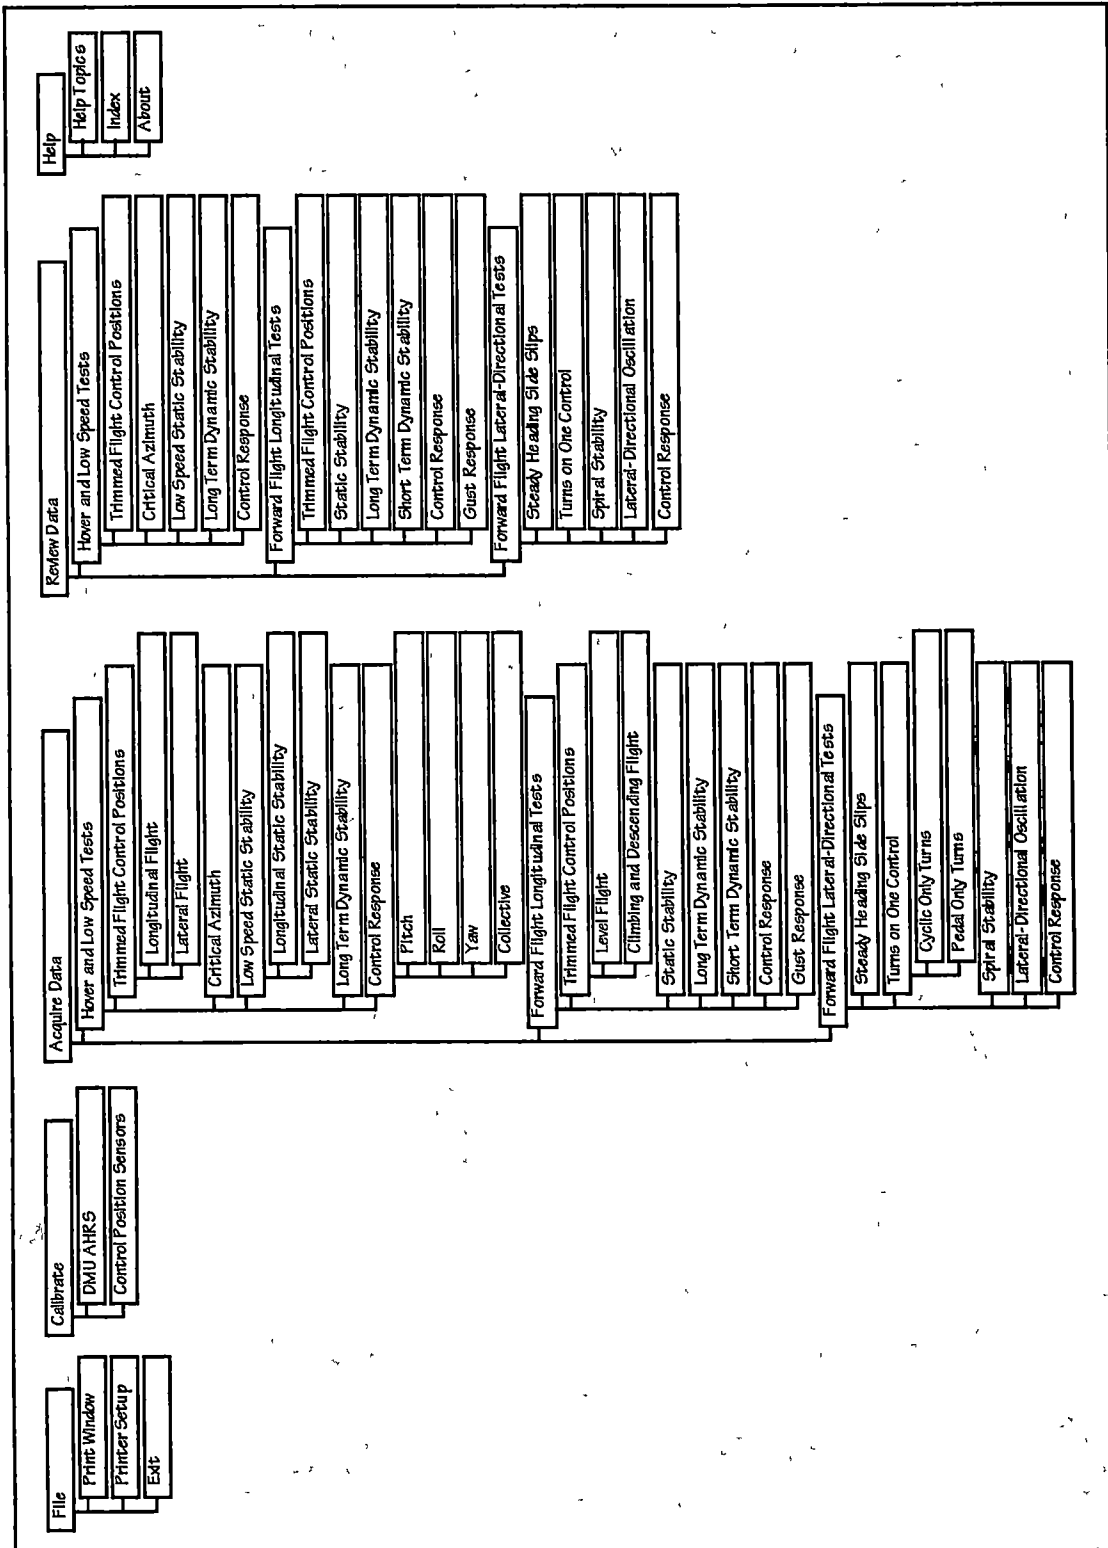 File
Print Window
Printer Setup
Exit
Calibrate
DMU AHRS
Control Position Sensors
Acquire Data
Hover and Low Speed Tests
Trimmed Flight Control Positions
Longitudinal Flight
Lateral Flight
Critical Azimuth
Low Speed Static Stability
Longitudinal Static Stability
Lateral Static Stability
Long Term Dynamic Stability
Control Response
Pitch
Roll
Yaw
Collective
Forward Flight Longitudinal Tests
Trimmed Flight Control Positions
Level Flight
Climbing and Descending Flight
Static Stability
Long Term Dynamic Stability
Short Term Dynamic Stability
Control Response
Gust Response
Forward Flight Lateral-Directional Tests
Steady Heading Side Slips
Turns on One Control
Cyclic Only Turns
Pedal Only Turns
Spiral Stability
Lateral-Directional Oscillation
Control Response
Review Data
Hover and Low Speed Tests
Trimmed Flight Control Positions
Critical Azimuth
Low Speed Static Stability
Long Term Dynamic Stability
Control Response
Forward Flight Longitudinal Tests
Trimmed Flight Control Positions
Static Stability
Long Term Dynamic Stability
Short Term Dynamic Stability
Control Response
Gust Response
Forward Flight Lateral-Directional Tests
Steady Heading Side Slips
Turns on One Control
Spiral Stability
Lateral-Directional Oscillation
Control Response
Help
Help Topics
Index
About